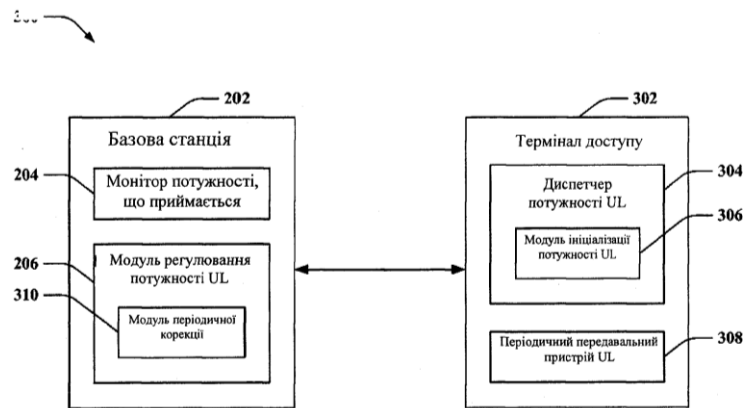 202
Базова станція
204
Монітор потужності,
що приймається
206
Модуль регулювання
потужності UL
310
Модуль періодичної
корекції
302
Термінал доступу
304
Диспетчер
потужності UL
306
Модуль ініціалізації
потужності UL
308
Періодичний передавальний
пристрій UL